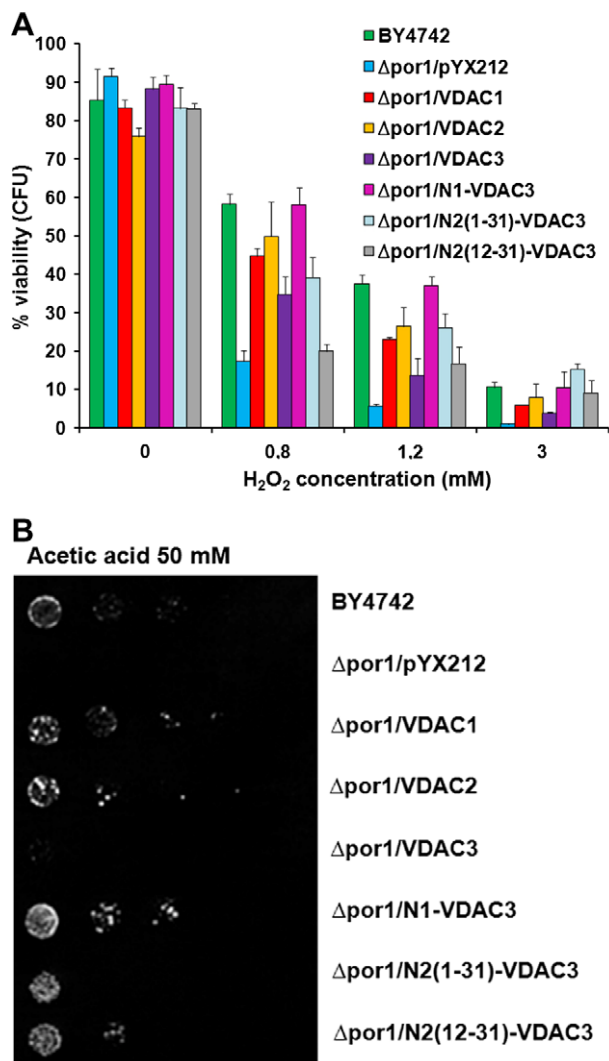 A
100
90
80
70
60
50
40
30
20
10
0
% viability (CFU)
BY4742
Δpor1/pYX212
Δpor1/VDAC1
Δpor1/VDAC2
Δpor1/VDAC3
Δpor1/N1-VDAC3
Δpor1/N2(1-31)-VDAC3
Δpor1/N2(12-31)-VDAC3
0 0,8 1,2 3
H₂O₂ concentration (mM)
B
Acetic acid 50 mM
BY4742
Δpor1/pYX212
Δpor1/VDAC1
Δpor1/VDAC2
Δpor1/VDAC3
Δpor1/N1-VDAC3
Δpor1/N2(1-31)-VDAC3
Δpor1/N2(12-31)-VDAC3